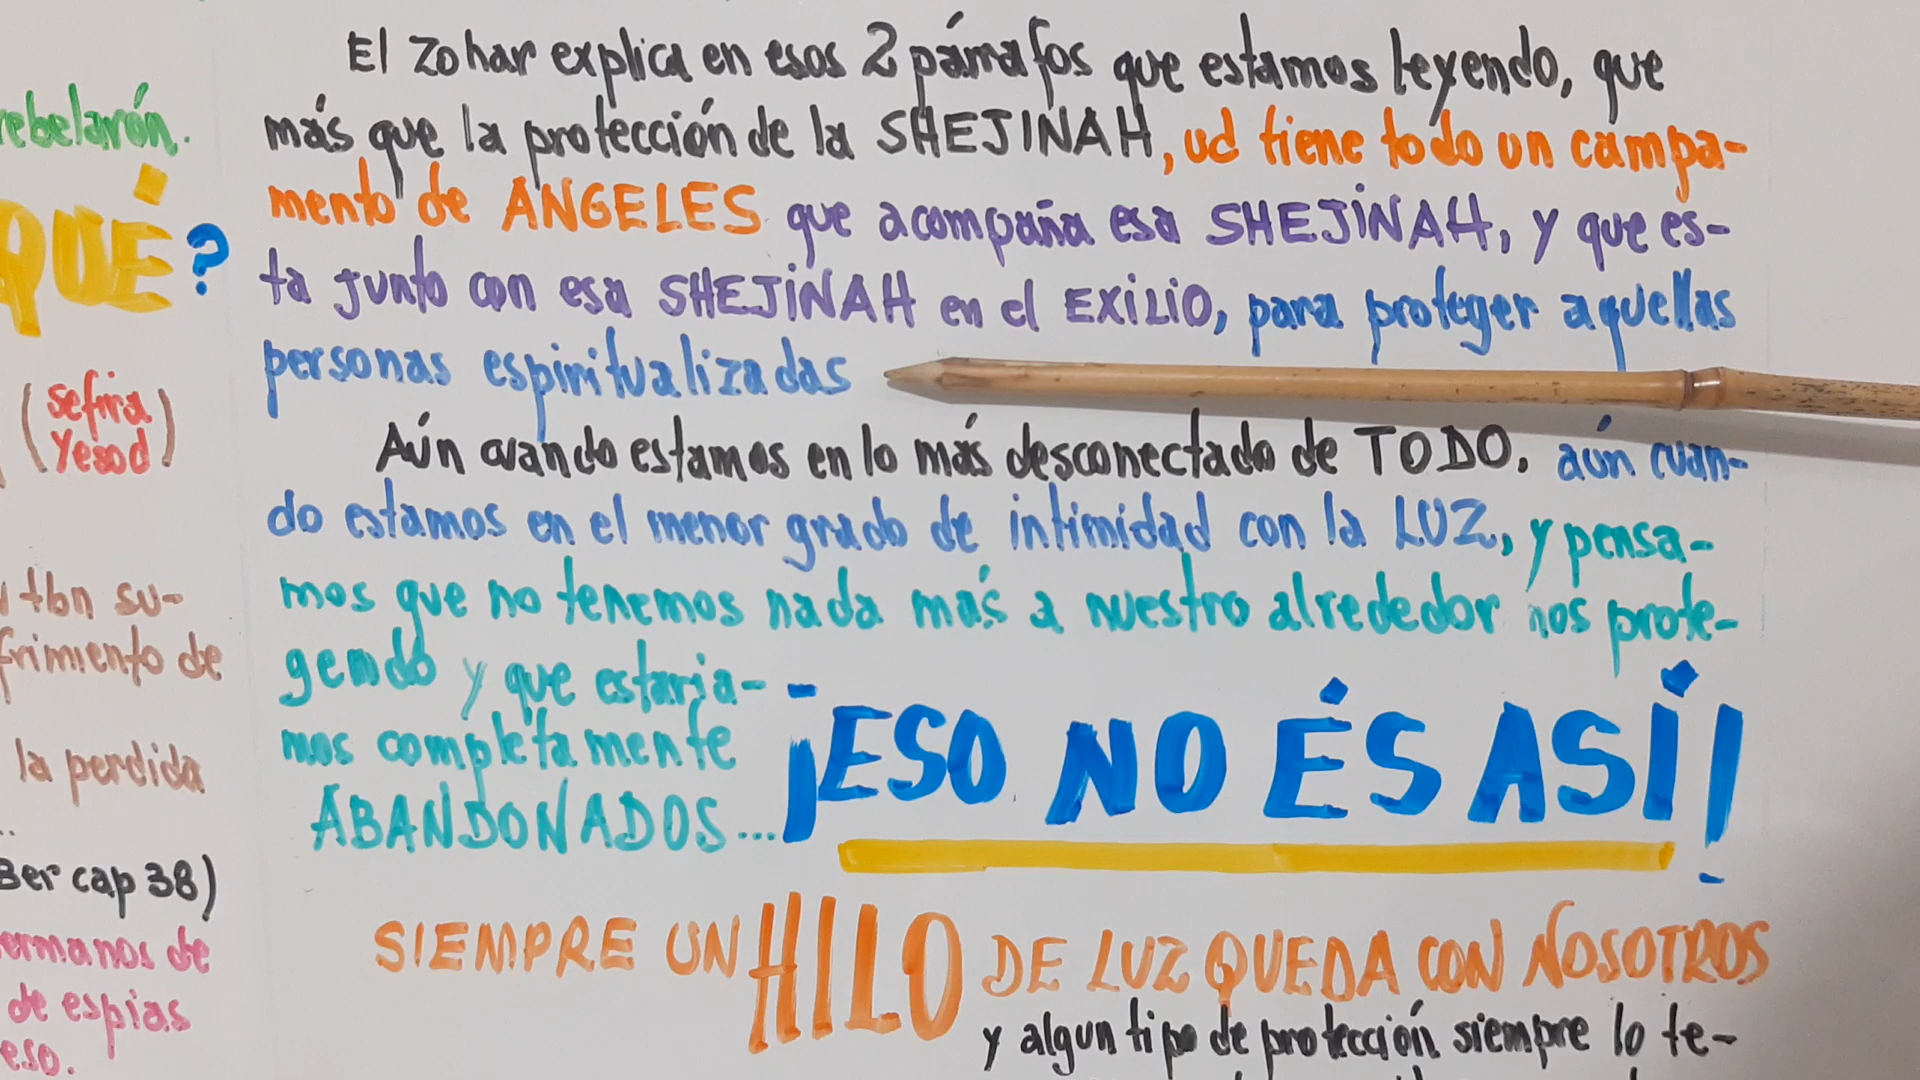 rebelarón.
QUÉ?
(sefira
Yesod)
tbn su-
frimiento de
la perdida
..
Ber cap 38)
ermanos de
de espias
eso.
El Zohar explica en esos 2 párrafos que estamos leyendo, que
más que la protección de la SHEJINAH, ud tiene todo un campa-
mento de ANGELES que acompaña esa SHEJINAH, y que es-
ta junto con esa SHEJINAH en el EXILIO, para proteger aquellas
personas espiritualizadas
Aún cuando estamos en lo más desconectado de TODO. aún cuan-
do estamos en el menor grado de intimidad con la LUZ, y pensa-
mos que no tenemos nada más a nuestro alrededor nos prote-
gendo y que estaria-
mos completamente
ABANDONADOS...
¡ESO NO ÉS ASÍ!
SIEMPRE UN HILO DE LUZ QUEDA CON NOSOTROS
y algun tipo de protección siempre lo te-